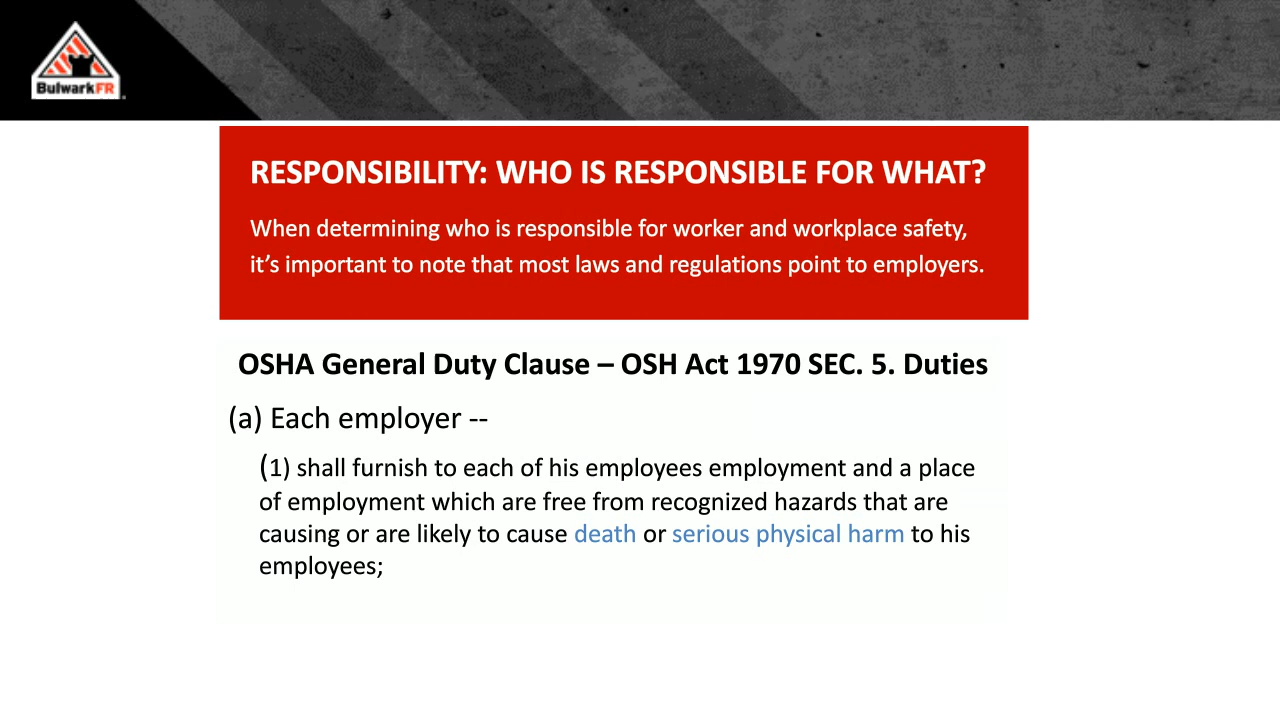 BulwarkFR
RESPONSIBILITY: WHO IS RESPONSIBLE FOR WHAT?
When determining who is responsible for worker and workplace safety,
it’s important to note that most laws and regulations point to employers.
OSHA General Duty Clause – OSH Act 1970 SEC. 5. Duties
(a) Each employer --
(1) shall furnish to each of his employees employment and a place
of employment which are free from recognized hazards that are
causing or are likely to cause death or serious physical harm to his
employees;